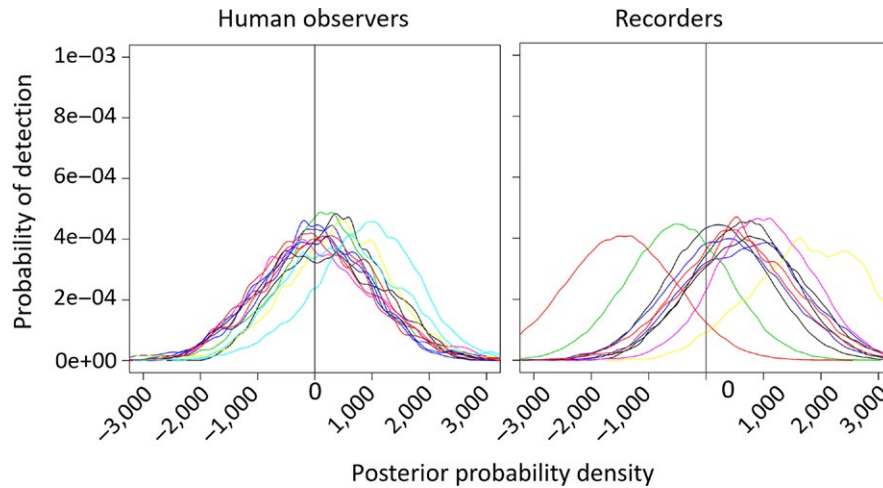 Human observers
Recorders
Probability of detection
1e−03
8e−04
6e−04
4e−04
2e−04
0e+00
−3,000
−2,000
−1,000
0
1,000
2,000
3,000
−3,000
−2,000
−1,000
0
1,000
2,000
3,000
Posterior probability density